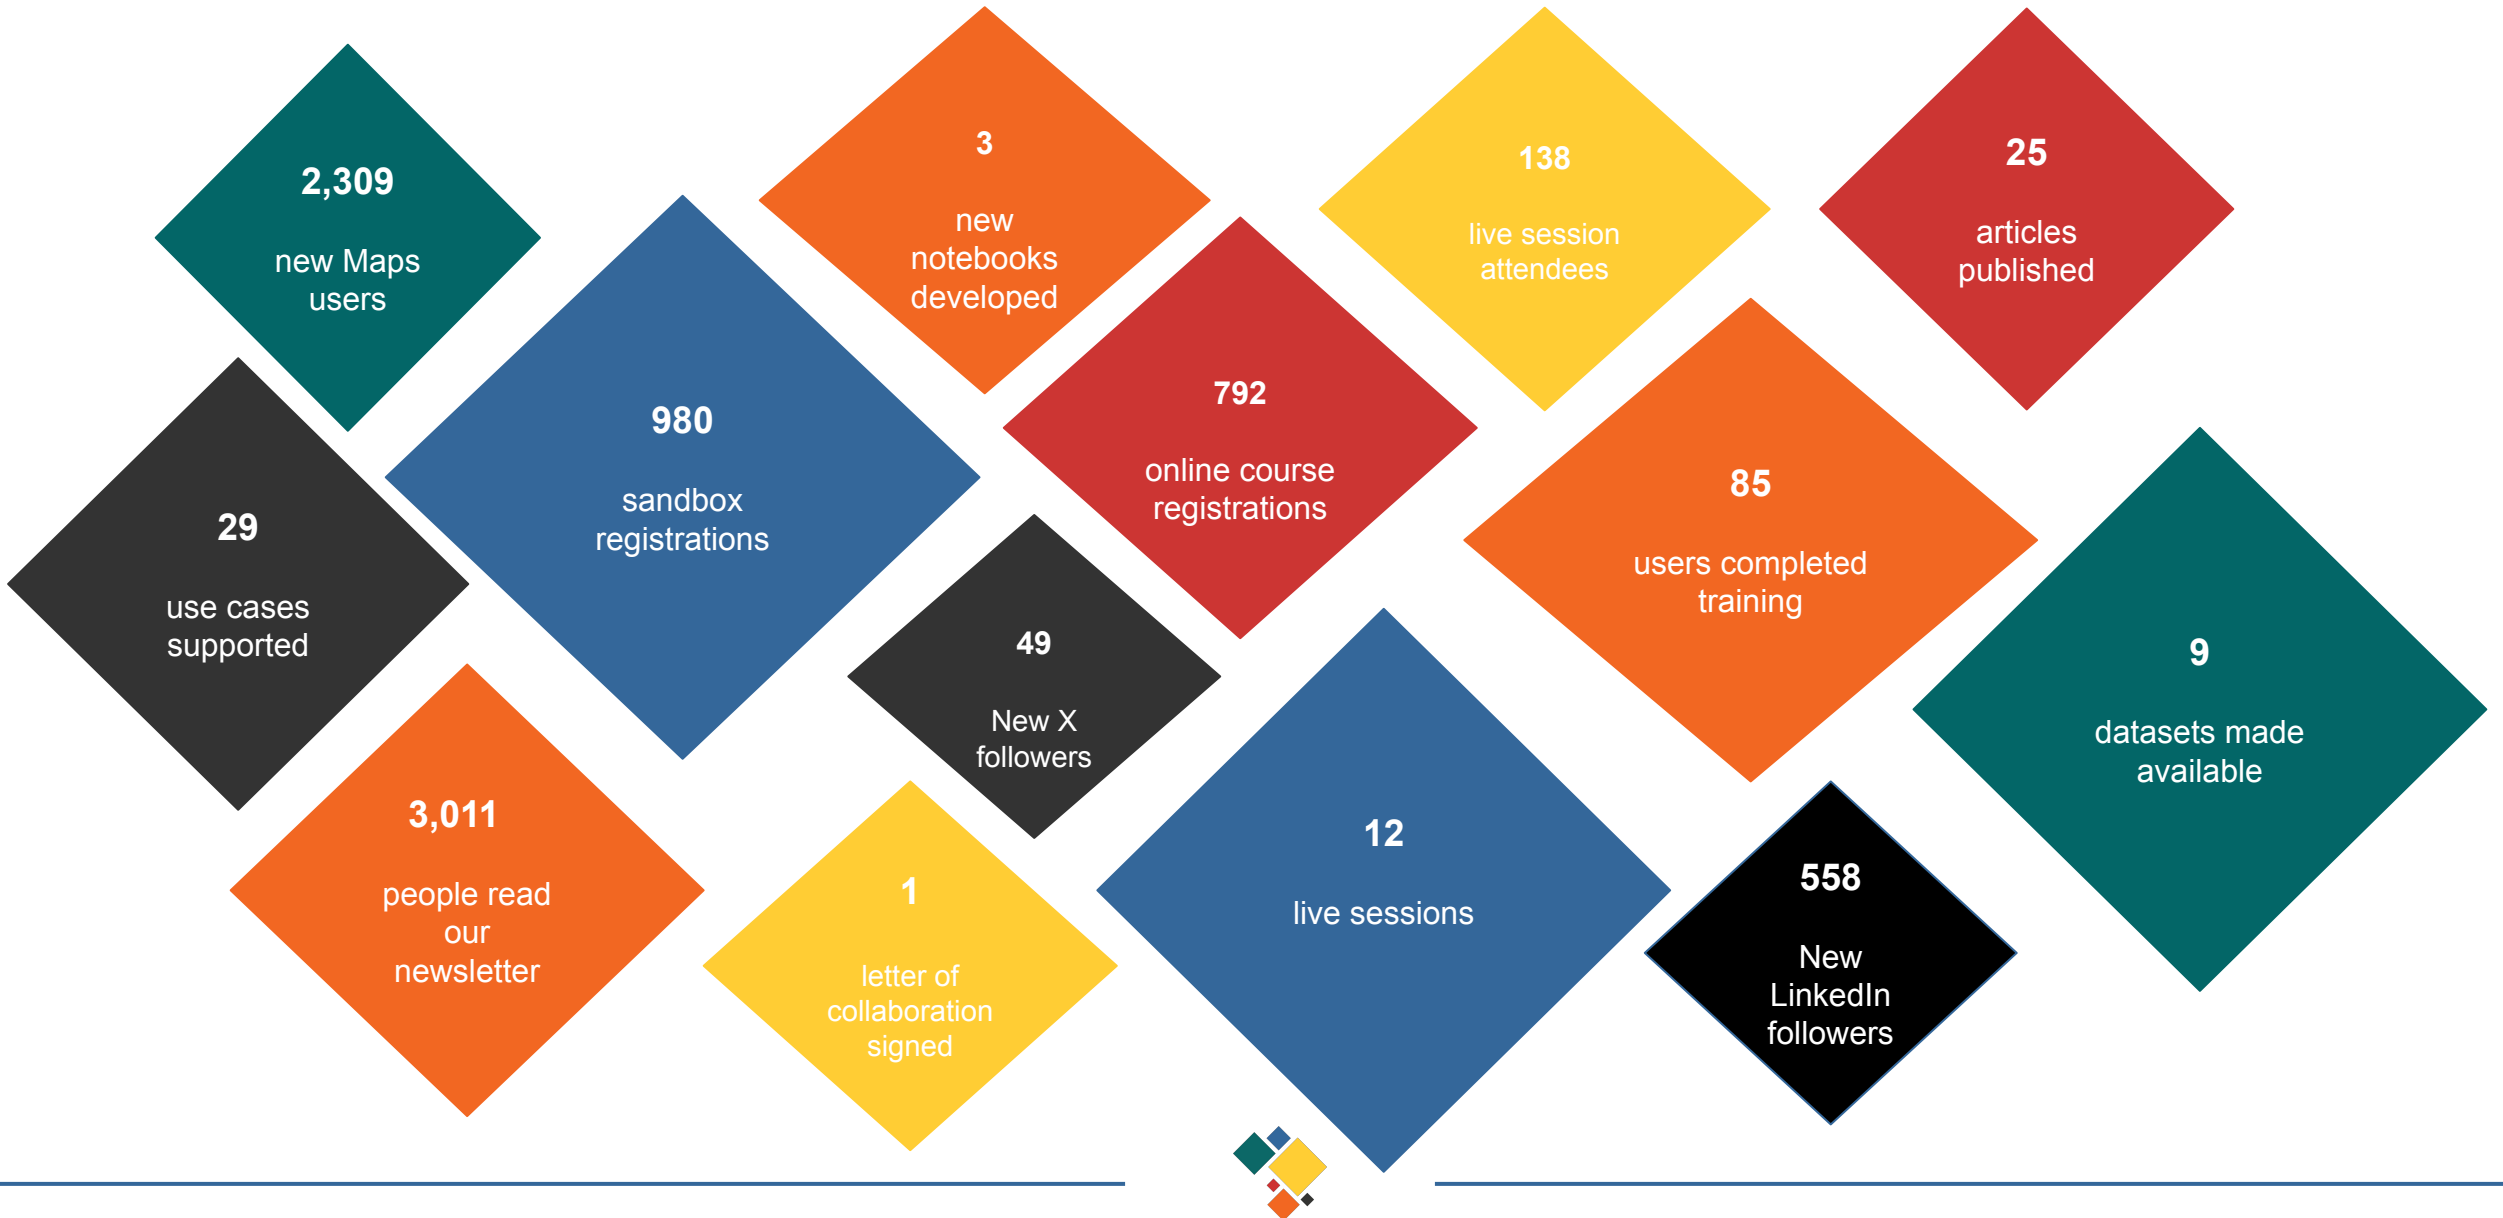 2,309
new Maps
users
3
new
notebooks
developed
138
live session
attendees
25
articles
published
29
use cases
supported
980
sandbox
registrations
792
online course
registrations
85
users completed
training
9
datasets made
available
49
New X
followers
3,011
people read
our
newsletter
1
letter of
collaboration
signed
12
live sessions
558
New
LinkedIn
followers